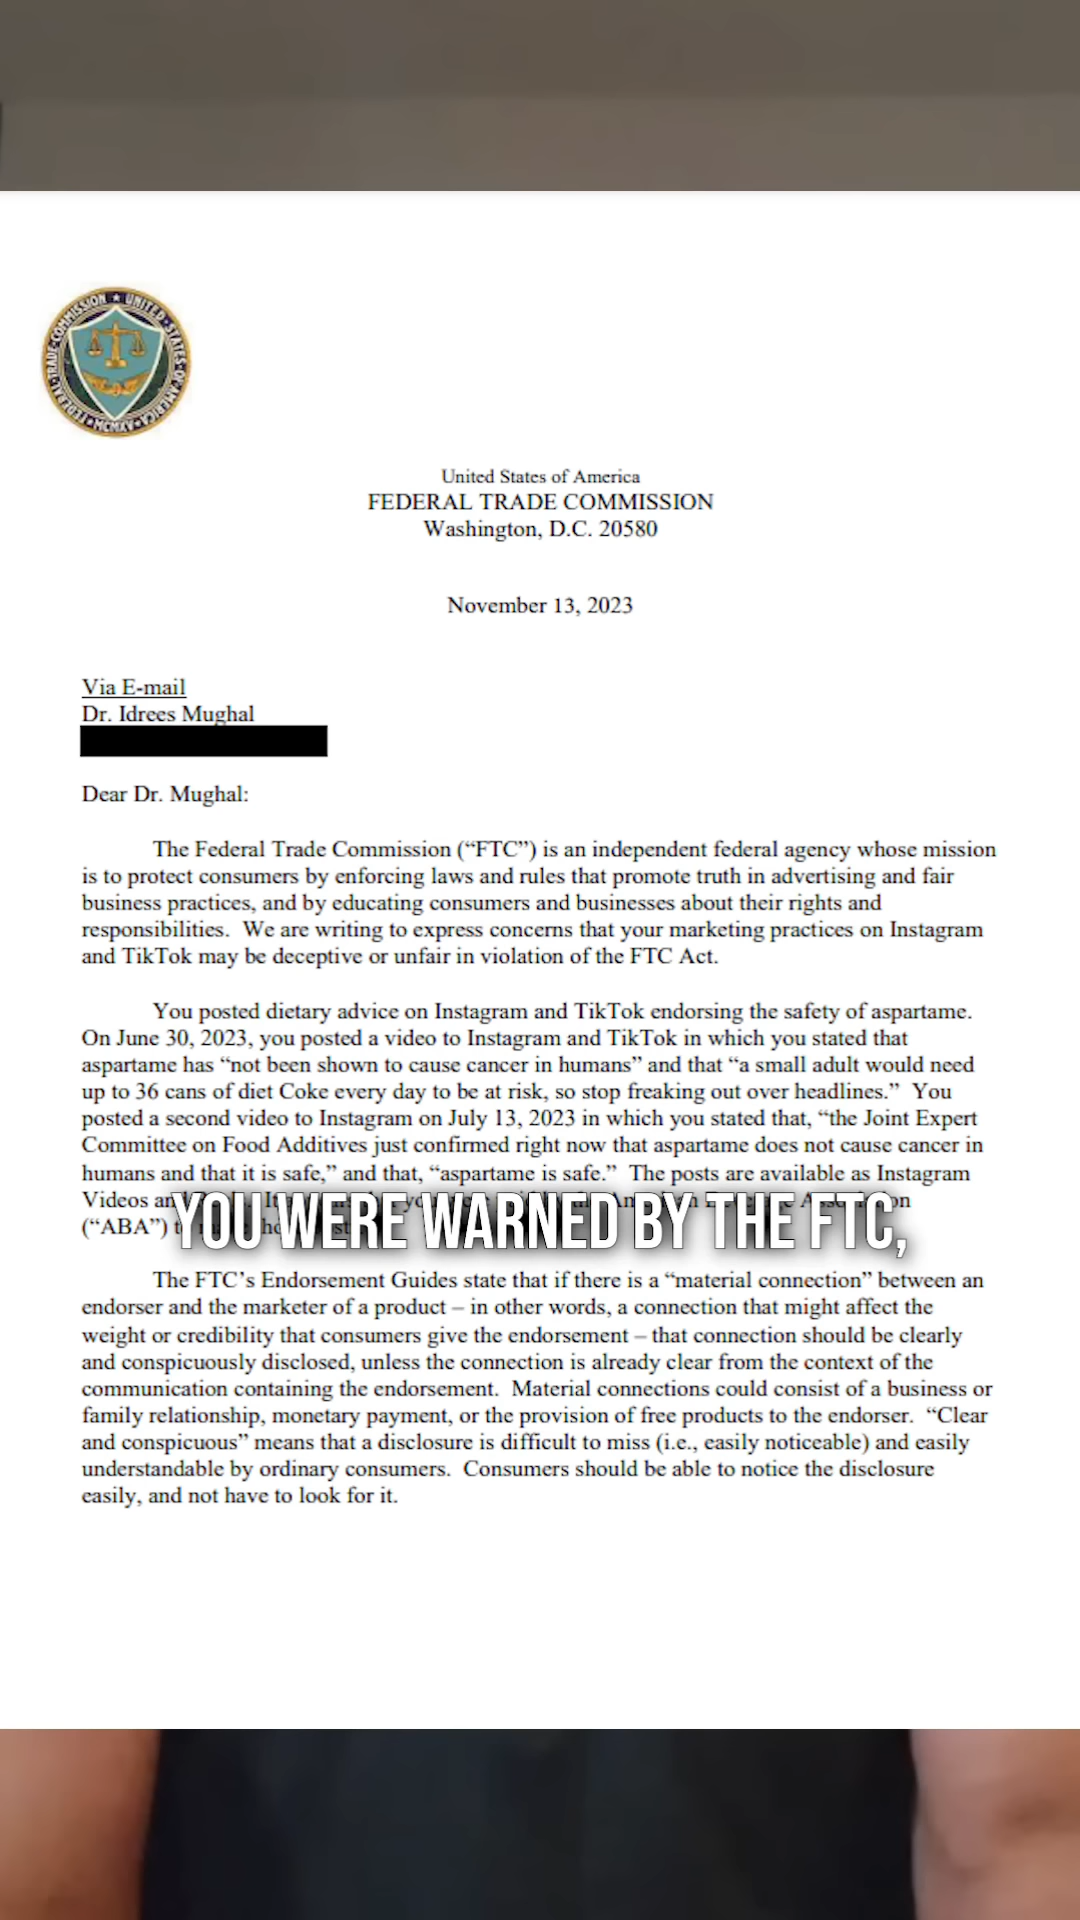 FEDERAL·TRADE·COMMISSION ★ UNITED·STATES·OF·AMERICA
MCMXV
United States of America
FEDERAL TRADE COMMISSION
Washington, D.C. 20580
November 13, 2023
Via E-mail
Dr. Idrees Mughal
Dear Dr. Mughal:
The Federal Trade Commission (“FTC”) is an independent federal agency whose mission
is to protect consumers by enforcing laws and rules that promote truth in advertising and fair
business practices, and by educating consumers and businesses about their rights and
responsibilities. We are writing to express concerns that your marketing practices on Instagram
and TikTok may be deceptive or unfair in violation of the FTC Act.
You posted dietary advice on Instagram and TikTok endorsing the safety of aspartame.
On June 30, 2023, you posted a video to Instagram and TikTok in which you stated that
aspartame has “not been shown to cause cancer in humans” and that “a small adult would need
up to 36 cans of diet Coke every day to be at risk, so stop freaking out over headlines.” You
posted a second video to Instagram on July 13, 2023 in which you stated that, “the Joint Expert
Committee on Food Additives just confirmed right now that aspartame does not cause cancer in
humans and that it is safe,” and that, “aspartame is safe.” The posts are available as Instagram
Videos
(“ABA”)
YOU WERE WARNED BY THE FTC,
The FTC’s Endorsement Guides state that if there is a “material connection” between an
endorser and the marketer of a product – in other words, a connection that might affect the
weight or credibility that consumers give the endorsement – that connection should be clearly
and conspicuously disclosed, unless the connection is already clear from the context of the
communication containing the endorsement. Material connections could consist of a business or
family relationship, monetary payment, or the provision of free products to the endorser. “Clear
and conspicuous” means that a disclosure is difficult to miss (i.e., easily noticeable) and easily
understandable by ordinary consumers. Consumers should be able to notice the disclosure
easily, and not have to look for it.